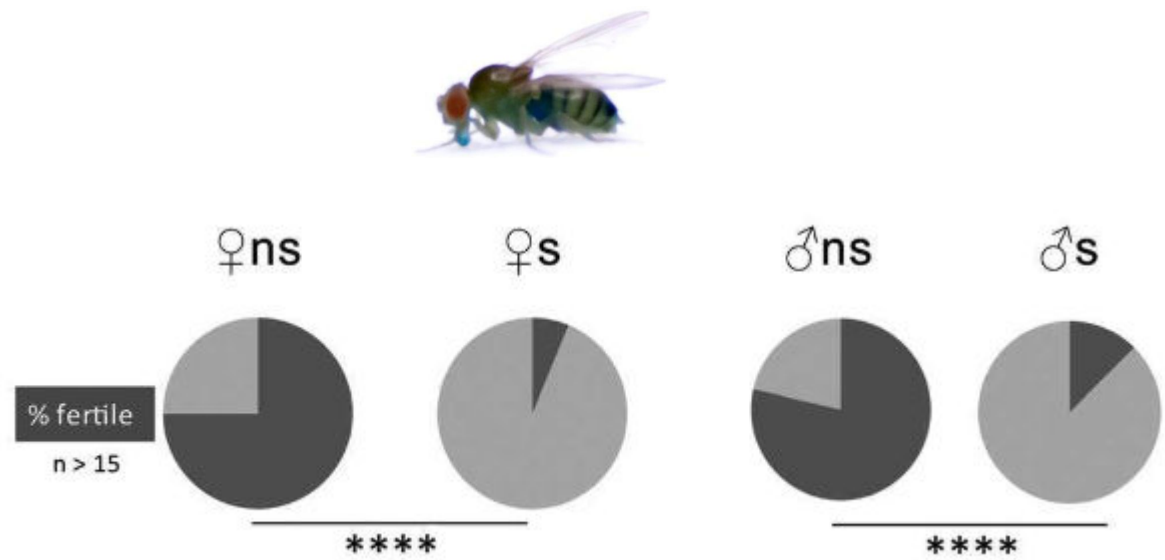 ♀ns ♀s ♂ns ♂s
% fertile
n > 15
**** ****